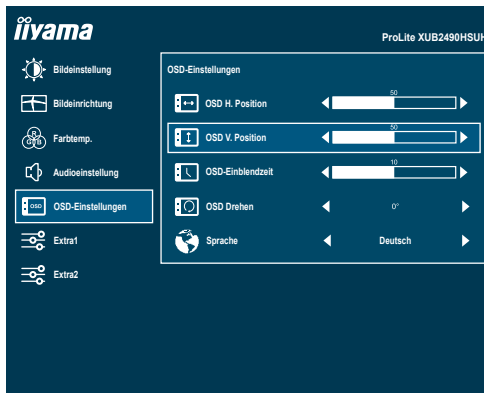 iiyama
ProLite XUB2490HSUH
Bildeinstellung
Bildeinrichtung
R
G B
Farbtemp.
Audioeinstellung
OSD
OSD-Einstellungen
Extra1
Extra2
OSD-Einstellungen
OSD H. Position
50
OSD V. Position
50
OSD-Einblendzeit
10
OSD Drehen
0°
Sprache
Deutsch